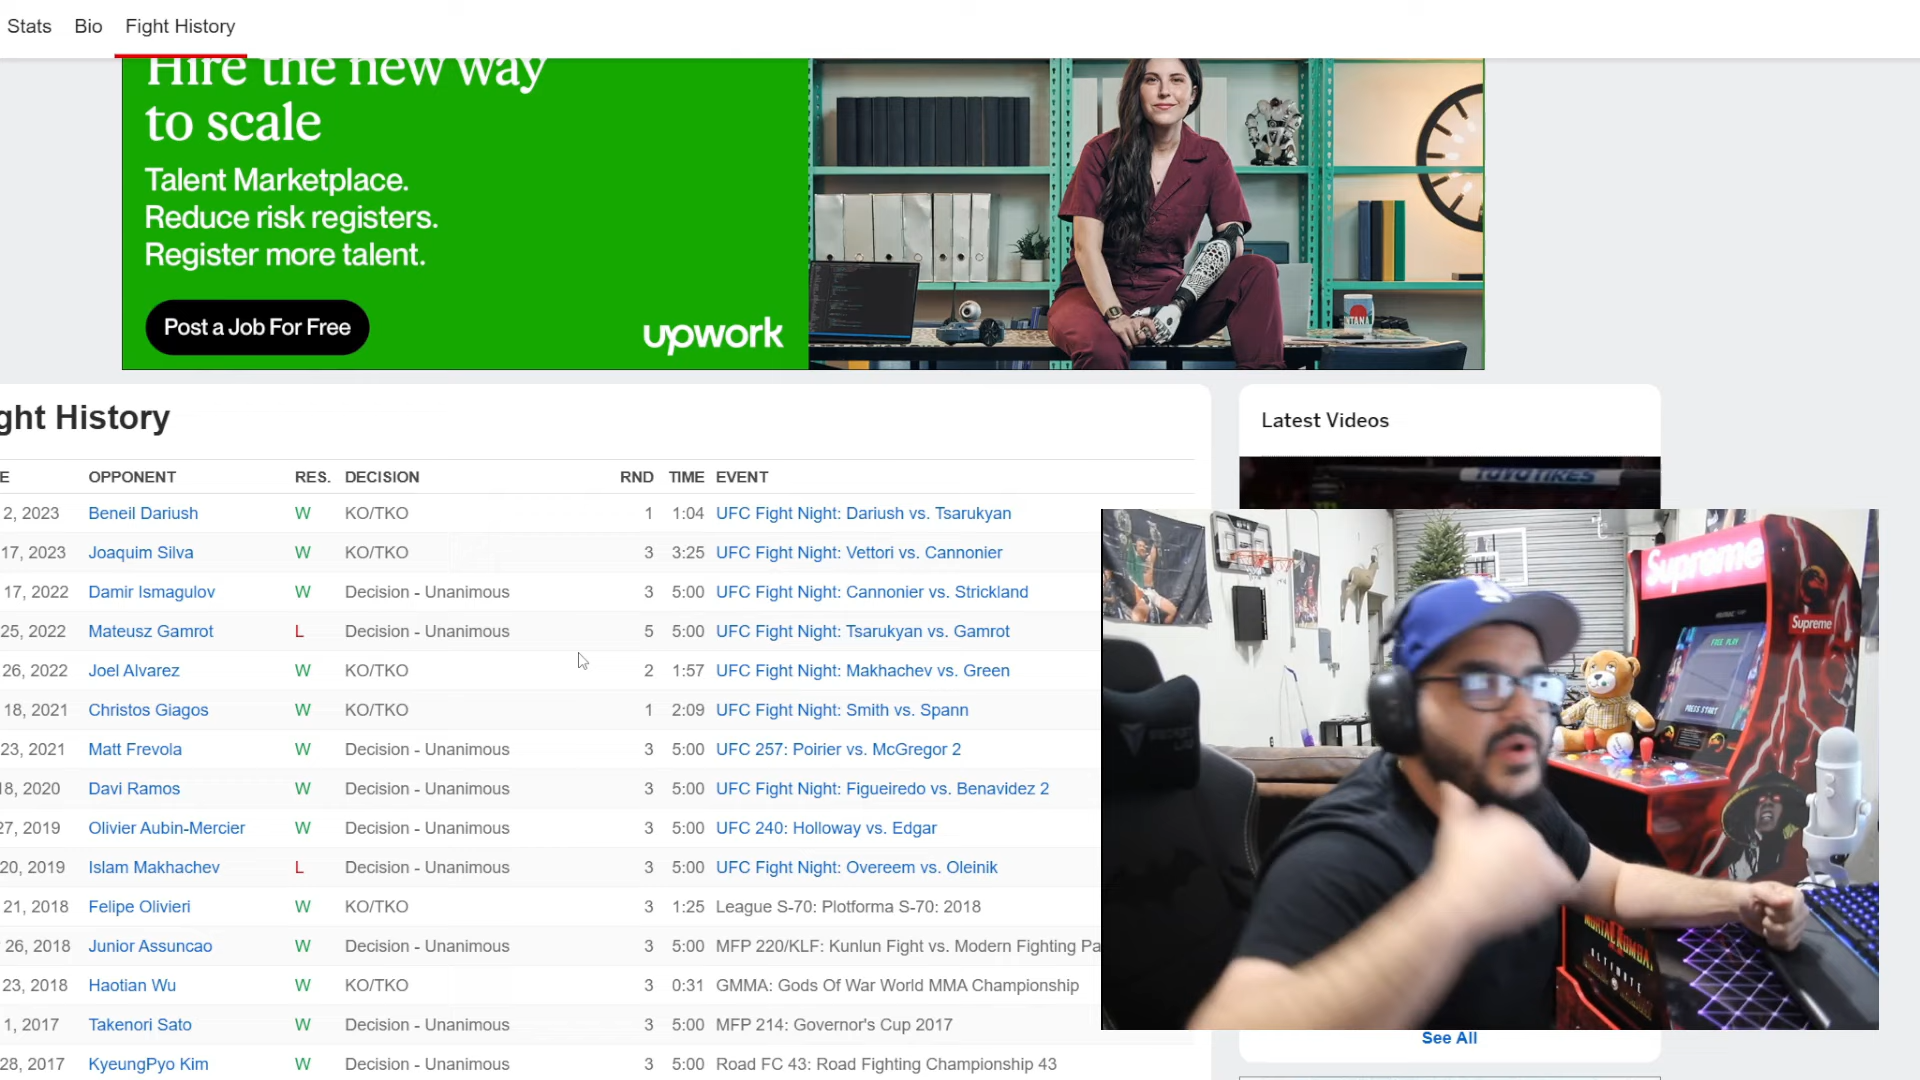 Stats Bio Fight History
Hire the new way
to scale
Talent Marketplace.
Reduce risk registers.
Register more talent.
Post a Job For Free
upwork
ght History
E OPPONENT RES. DECISION RND TIME EVENT
2, 2023 Beneil Dariush W KO/TKO 1 1:04 UFC Fight Night: Dariush vs. Tsarukyan
17, 2023 Joaquim Silva W KO/TKO 3 3:25 UFC Fight Night: Vettori vs. Cannonier
17, 2022 Damir Ismagulov W Decision - Unanimous 3 5:00 UFC Fight Night: Cannonier vs. Strickland
25, 2022 Mateusz Gamrot L Decision - Unanimous 5 5:00 UFC Fight Night: Tsarukyan vs. Gamrot
26, 2022 Joel Alvarez W KO/TKO 2 1:57 UFC Fight Night: Makhachev vs. Green
18, 2021 Christos Giagos W KO/TKO 1 2:09 UFC Fight Night: Smith vs. Spann
23, 2021 Matt Frevola W Decision - Unanimous 3 5:00 UFC 257: Poirier vs. McGregor 2
18, 2020 Davi Ramos W Decision - Unanimous 3 5:00 UFC Fight Night: Figueiredo vs. Benavidez 2
27, 2019 Olivier Aubin-Mercier W Decision - Unanimous 3 5:00 UFC 240: Holloway vs. Edgar
20, 2019 Islam Makhachev L Decision - Unanimous 3 5:00 UFC Fight Night: Overeem vs. Oleinik
21, 2018 Felipe Olivieri W KO/TKO 3 1:25 League S-70: Plotforma S-70: 2018
26, 2018 Junior Assuncao W Decision - Unanimous 3 5:00 MFP 220/KLF: Kunlun Fight vs. Modern Fighting Pa
23, 2018 Haotian Wu W KO/TKO 3 0:31 GMMA: Gods Of War World MMA Championship
1, 2017 Takenori Sato W Decision - Unanimous 3 5:00 MFP 214: Governor's Cup 2017
28, 2017 KyeungPyo Kim W Decision - Unanimous 3 5:00 Road FC 43: Road Fighting Championship 43
Latest Videos
TOYO TIRES
Supreme
Supreme
FREE PLAY
PRESS START
MORTAL KOMBAT
ULTIMATE
See All